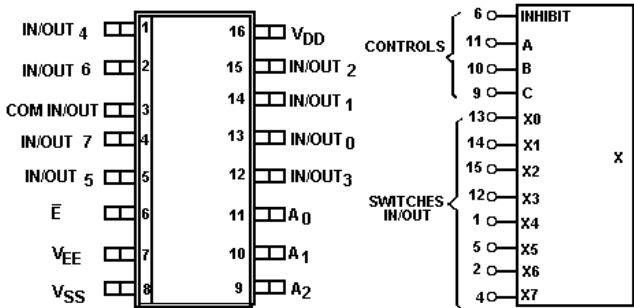 IN/OUT 4 1 16 VDD
IN/OUT 6 2 15 IN/OUT 2
COM IN/OUT 3 14 IN/OUT 1
IN/OUT 7 4 13 IN/OUT 0
IN/OUT 5 5 12 IN/OUT3
E̅ 6 11 A0
VEE 7 10 A1
VSS 8 9 A2
CONTROLS
6 INHIBIT
11 A
10 B
9 C
SWITCHES
IN/OUT
13 X0
14 X1
15 X2
12 X3
1 X4
5 X5
2 X6
4 X7
X